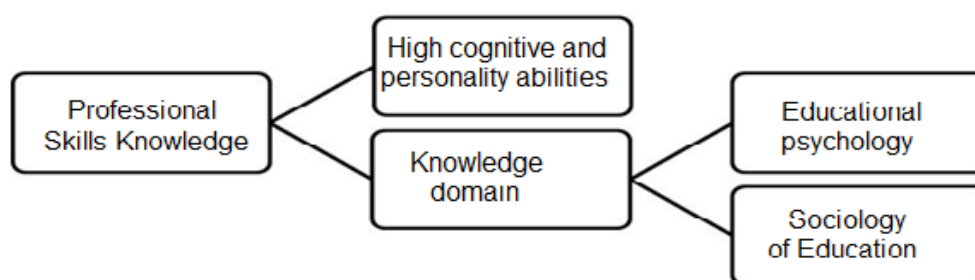 Professional
Skills Knowledge
High cognitive and
personality abilities
Knowledge
domain
Educational
psychology
Sociology
of Education